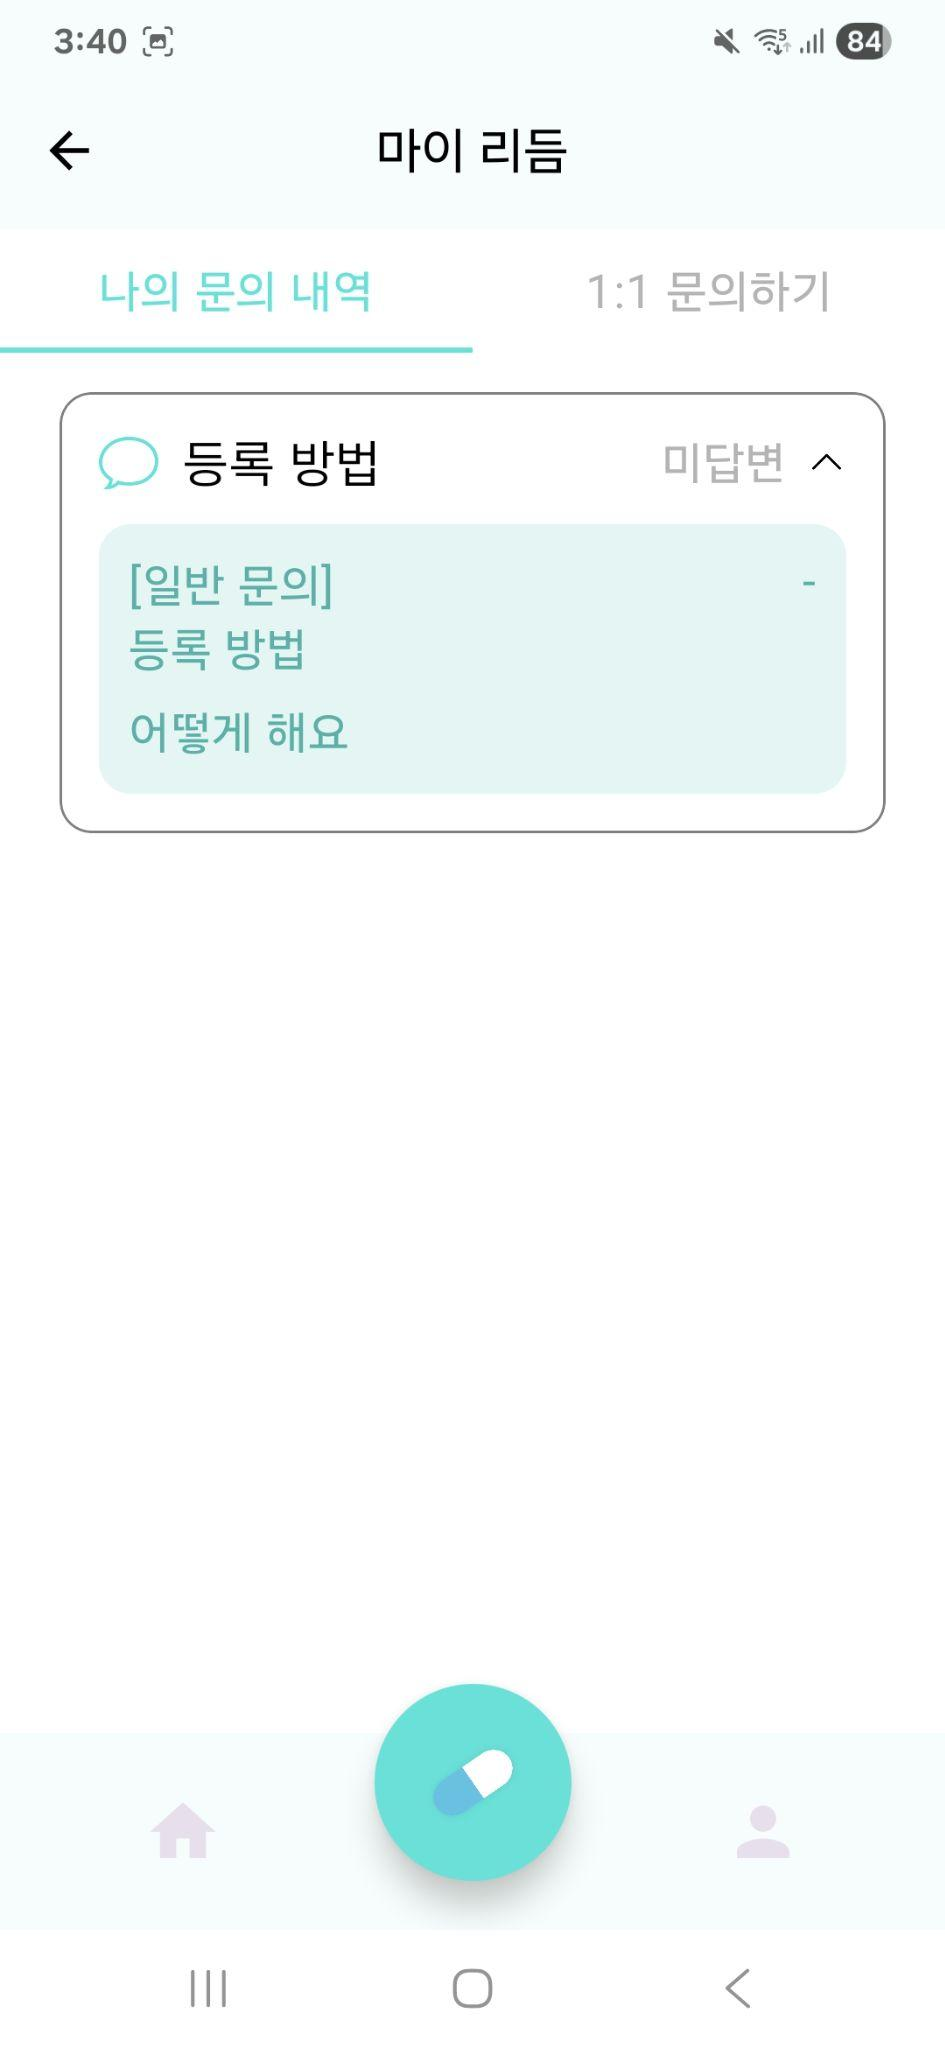 3:40
84
마이 리듬
나의 문의 내역
1:1 문의하기
등록 방법 미답변
[일반 문의] -
등록 방법
어떻게 해요